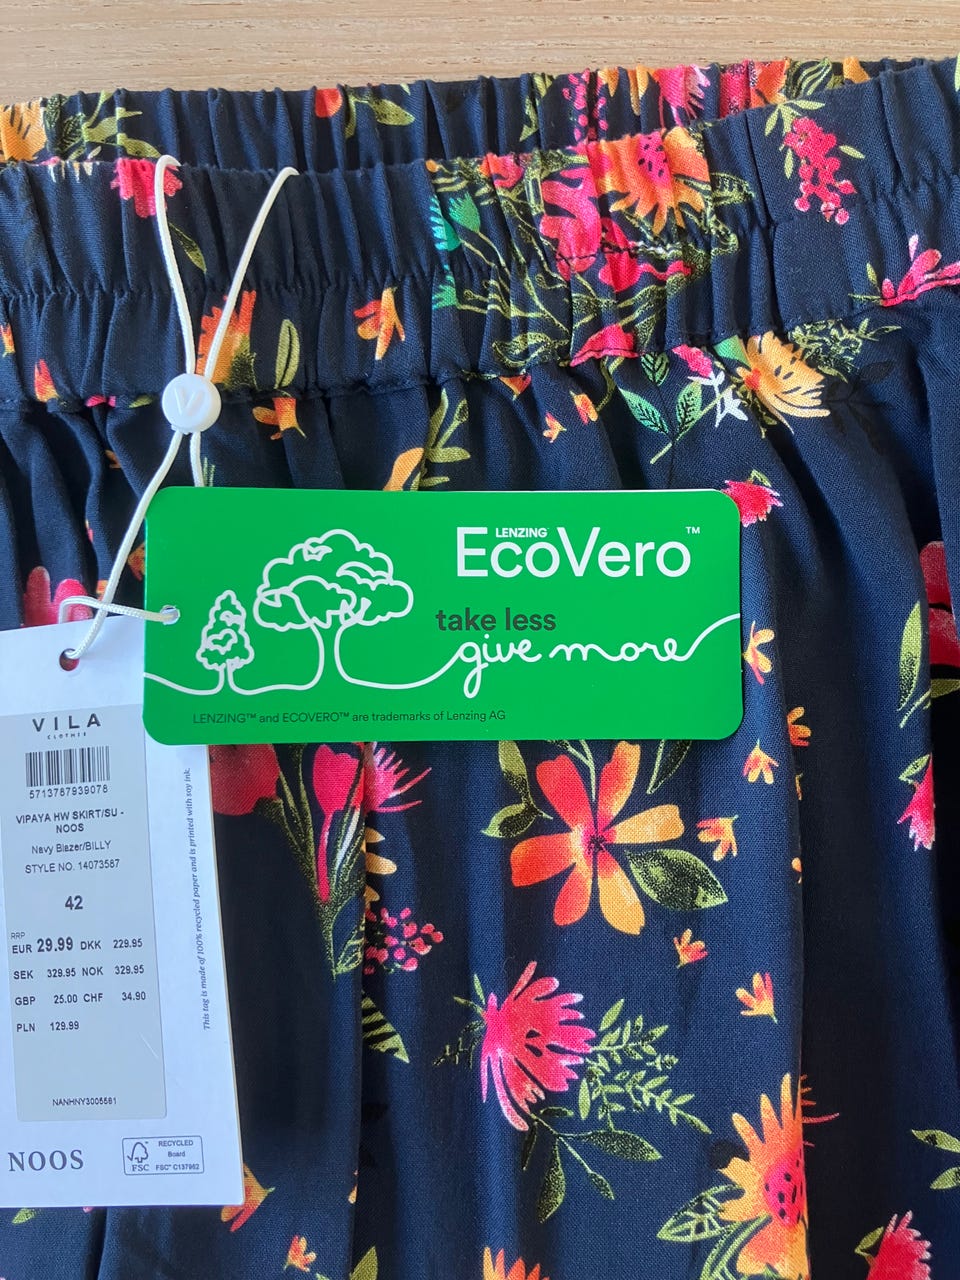 LENZING™
EcoVero™
take less
give more
LENZING™ and ECOVERO™ are trademarks of Lenzing AG
V
VILA
CLOTHES
5713787939078
VIPAYA HW SKIRT/SU -
NOOS
Navy Blazer/BILLY
STYLE NO. 14073587
42
RRP
EUR 29.99 DKK 229.95
SEK 329.95 NOK 329.95
GBP 25.00 CHF 34.90
PLN 129.99
NANHNY3005581
This tag is made of 100% recycled paper and is printed with soy ink.
NOOS
FSC
RECYCLED
Board
FSC® C137962